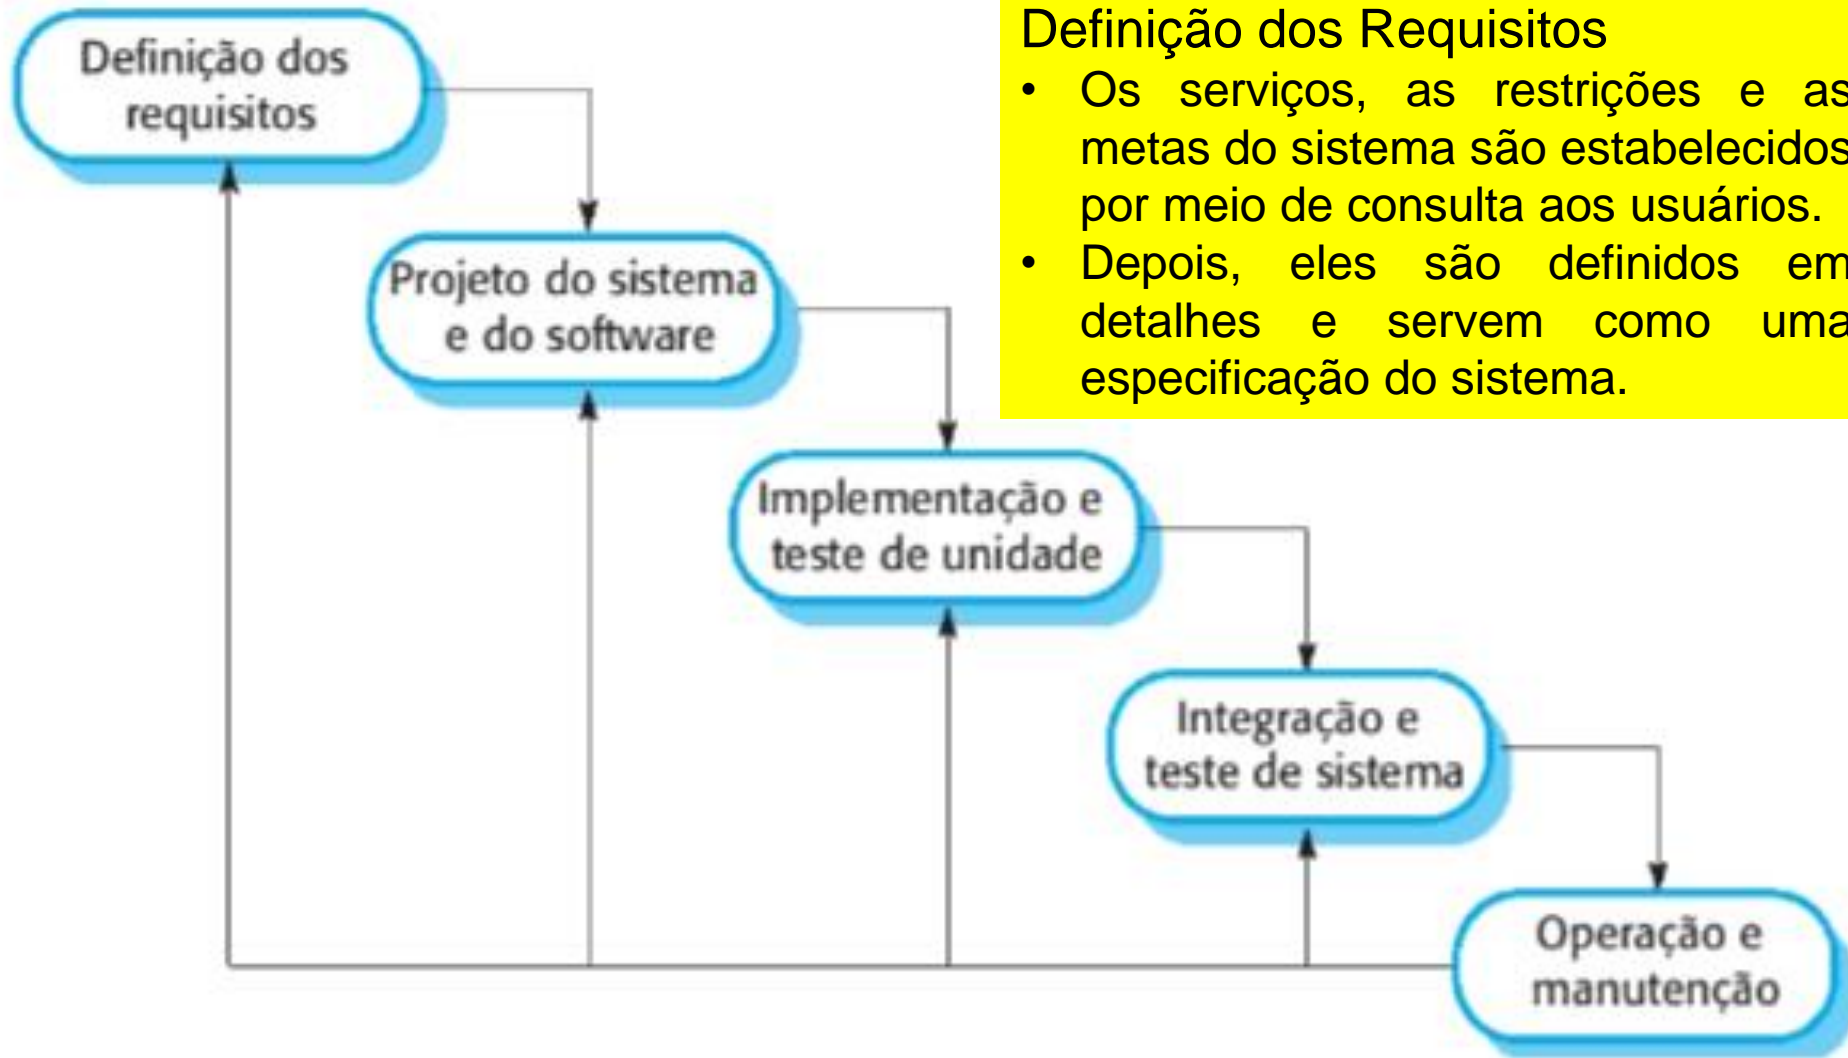 Definição dos
requisitos
Projeto do sistema
e do software
Implementação e
teste de unidade
Integração e
teste de sistema
Operação e
manutenção
Definição dos Requisitos
• Os serviços, as restrições e as
metas do sistema são estabelecidos
por meio de consulta aos usuários.
• Depois, eles são definidos em
detalhes e servem como uma
especificação do sistema.